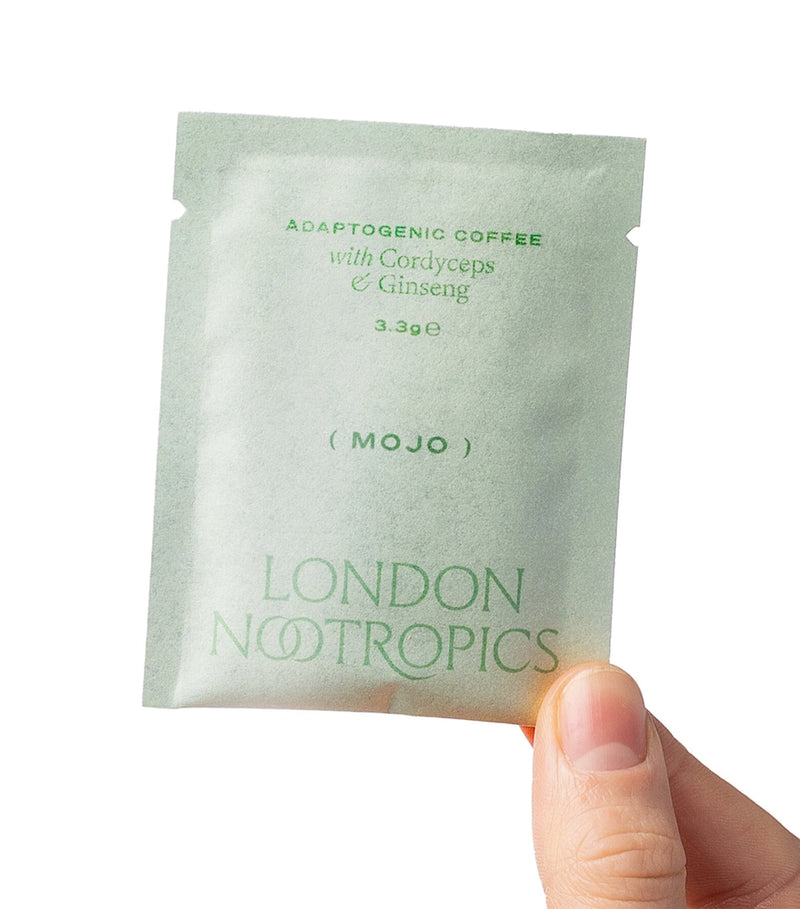 ADAPTOGENIC COFFEE
with Cordyceps
& Ginseng
3.3g℮
( MOJO )
LONDON
NOOTROPICS